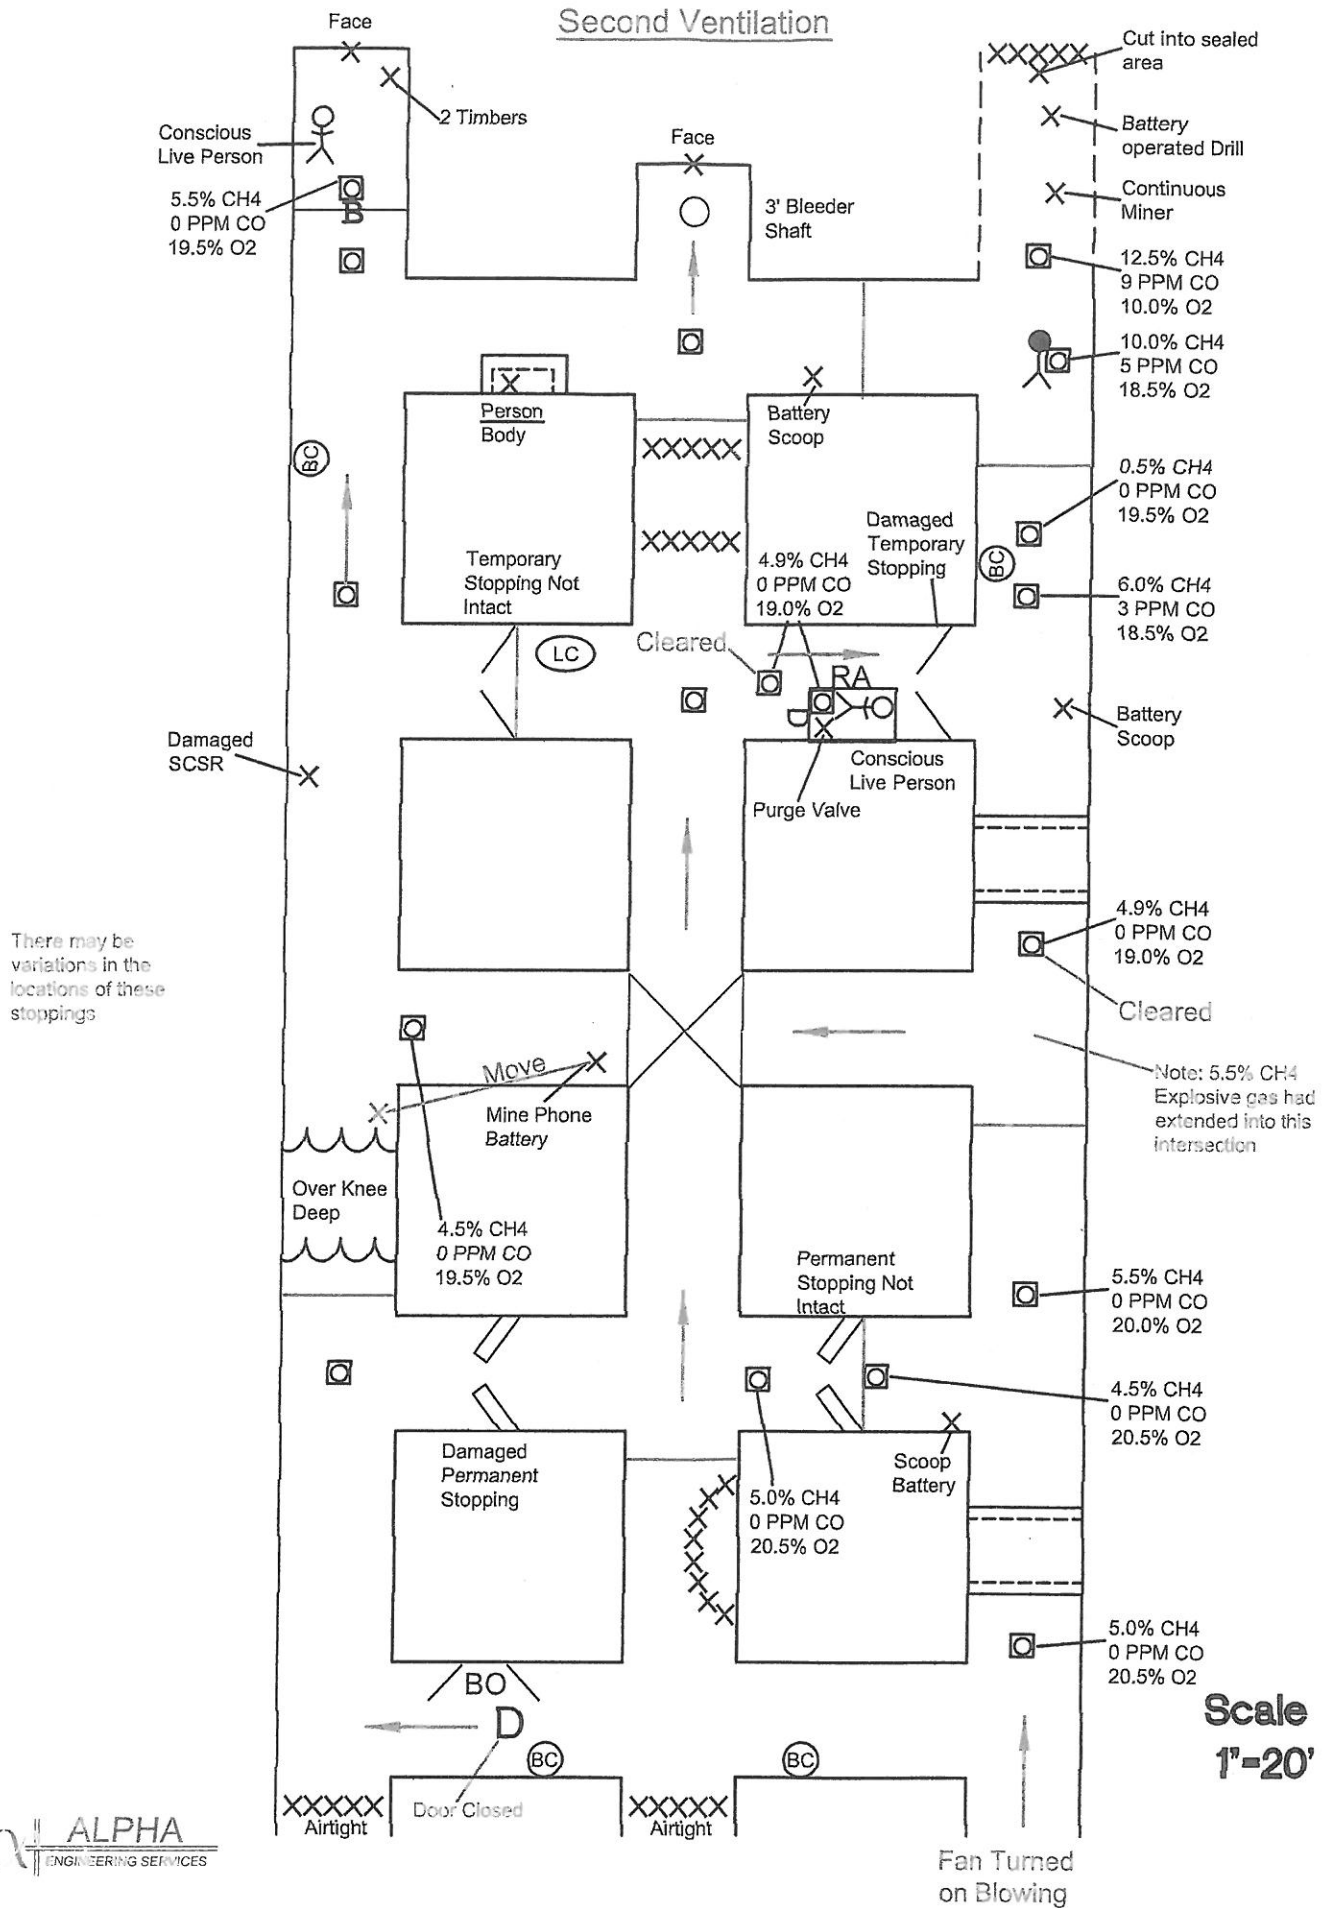 Second Ventilation
Face
2 Timbers
Conscious
Live Person
5.5% CH4
0 PPM CO
19.5% O2
B
Face
3' Bleeder
Shaft
Cut into sealed
area
Battery
operated Drill
Continuous
Miner
12.5% CH4
9 PPM CO
10.0% O2
10.0% CH4
5 PPM CO
18.5% O2
Person
Body
Battery
Scoop
BC
0.5% CH4
0 PPM CO
19.5% O2
Temporary
Stopping Not
Intact
Damaged
Temporary
Stopping
4.9% CH4
0 PPM CO
19.0% O2
BC
6.0% CH4
3 PPM CO
18.5% O2
LC
Cleared
RA
D
Damaged
SCSR
Battery
Scoop
Conscious
Live Person
Purge Valve
There may be
variations in the
locations of these
stoppings
4.9% CH4
0 PPM CO
19.0% O2
Cleared
Move
Mine Phone
Battery
Note: 5.5% CH4
Explosive gas had
extended into this
intersection
Over Knee
Deep
4.5% CH4
0 PPM CO
19.5% O2
Permanent
Stopping Not
Intact
5.5% CH4
0 PPM CO
20.0% O2
4.5% CH4
0 PPM CO
20.5% O2
Damaged
Permanent
Stopping
Scoop
Battery
5.0% CH4
0 PPM CO
20.5% O2
5.0% CH4
0 PPM CO
20.5% O2
BO
D
BC
BC
Scale
1"-20'
XXXXX
Airtight
Door Closed
XXXXX
Airtight
ALPHA
ENGINEERING SERVICES
Fan Turned
on Blowing